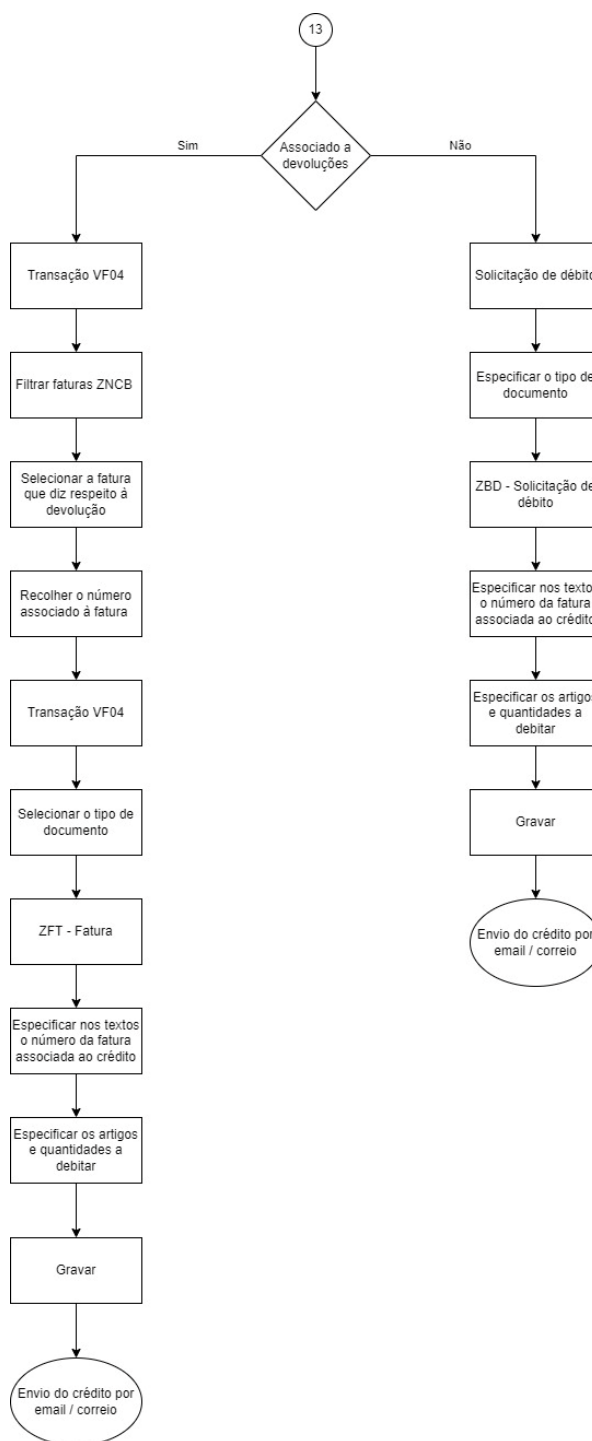 13
Associado a
devoluções
Sim
Não
Transação VF04
Filtrar faturas ZNCB
Selecionar a fatura
que diz respeito à
devolução
Recolher o número
associado à fatura
Transação VF04
Selecionar o tipo de
documento
ZFT - Fatura
Especificar nos textos
o número da fatura
associada ao crédito
Especificar os artigos
e quantidades a
debitar
Gravar
Envio do crédito por
email / correio
Solicitação de débito
Especificar o tipo de
documento
ZBD - Solicitação de
débito
Especificar nos textos
o número da fatura
associada ao crédito
Especificar os artigos
e quantidades a
debitar
Gravar
Envio do crédito por
email / correio